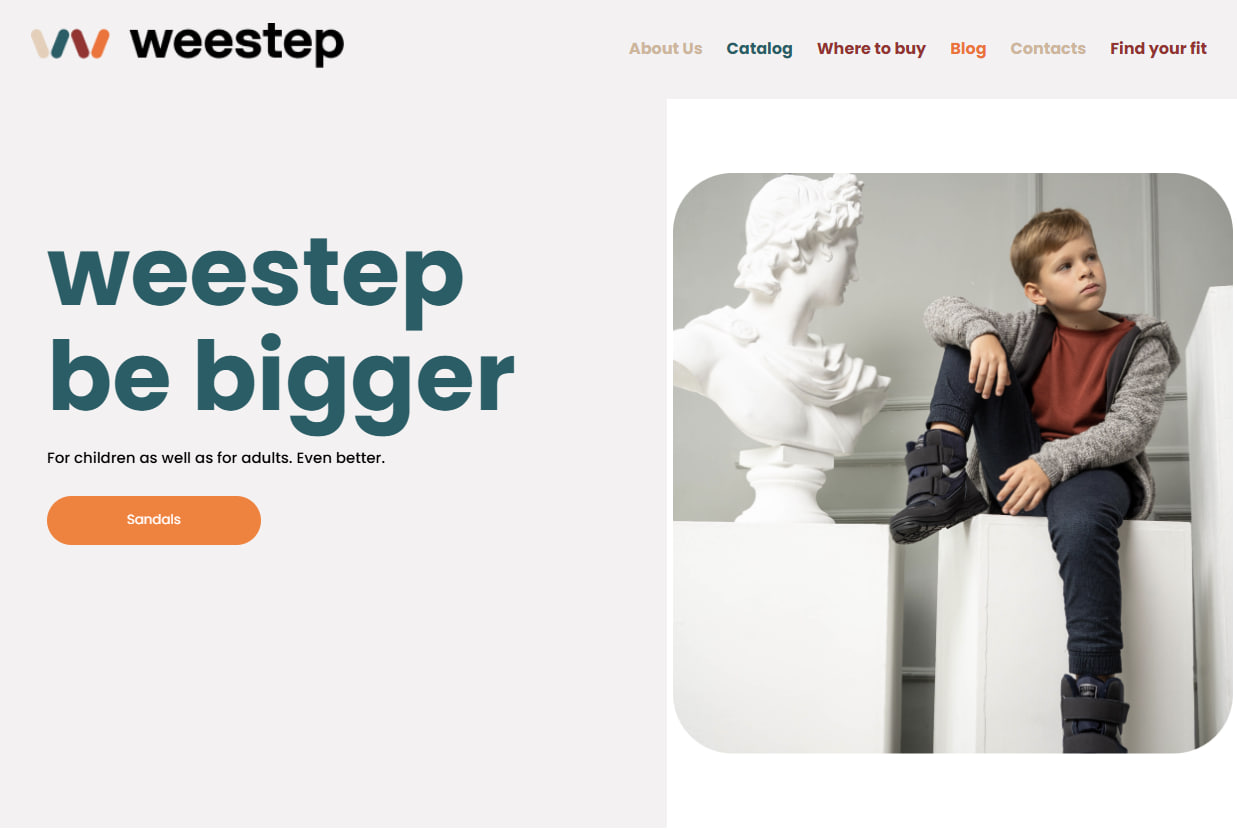 weestep
About Us Catalog Where to buy Blog Contacts Find your fit
weestep
be bigger
For children as well as for adults. Even better.
Sandals